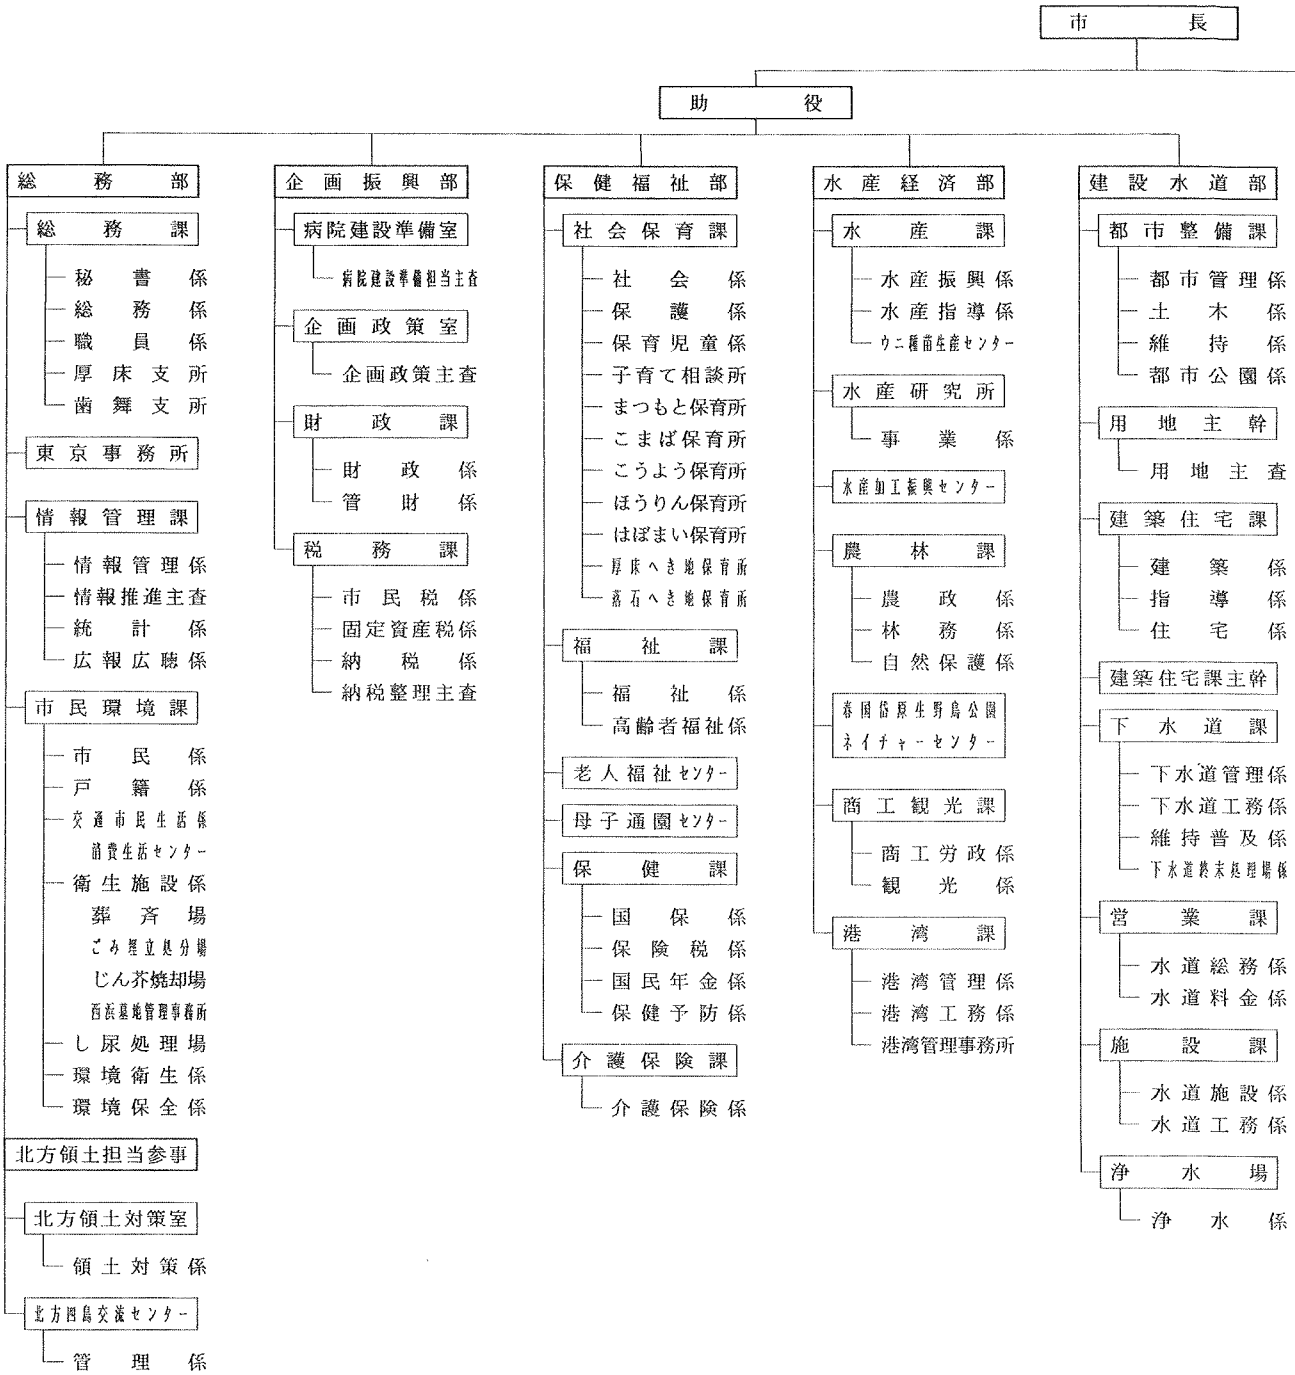 市長
助役
総務部
総務課
秘書係
総務係
職員係
厚床支所
歯舞支所
東京事務所
情報管理課
情報管理係
情報推進主査
統計係
広報広聴係
市民環境課
市民係
戸籍係
交通市民生活係
消費生活センター
衛生施設係
葬斉場
ごみ埋立処分場
じん芥焼却場
西浜墓地管理事務所
し尿処理場
環境衛生係
環境保全係
北方領土担当参事
北方領土対策室
領土対策係
北方四島交流センター
管理係
企画振興部
病院建設準備室
病院建設準備担当主査
企画政策室
企画政策主査
財政課
財政係
管財係
税務課
市民税係
固定資産税係
納税係
納税整理主査
保健福祉部
社会保育課
社会係
保護係
保育児童係
子育て相談所
まつもと保育所
こまば保育所
こうよう保育所
ほうりん保育所
はぼまい保育所
厚床へき地保育所
落石へき地保育所
福祉課
福祉係
高齢者福祉係
老人福祉センター
母子通園センター
保健課
国保係
保険税係
国民年金係
保健予防係
介護保険課
介護保険係
水産経済部
水産課
水産振興係
水産指導係
ウニ種苗生産センター
水産研究所
事業係
水産加工振興センター
農林課
農政係
林務係
自然保護係
春国岱原生野鳥公園
ネイチャーセンター
商工観光課
商工労政係
観光係
港湾課
港湾管理係
港湾工務係
港湾管理事務所
建設水道部
都市整備課
都市管理係
土木係
維持係
都市公園係
用地主幹
用地主査
建築住宅課
建築係
指導係
住宅係
建築住宅課主幹
下水道課
下水道管理係
下水道工務係
維持普及係
下水道終末処理場係
営業課
水道総務係
水道料金係
施設課
水道施設係
水道工務係
浄水場
浄水係